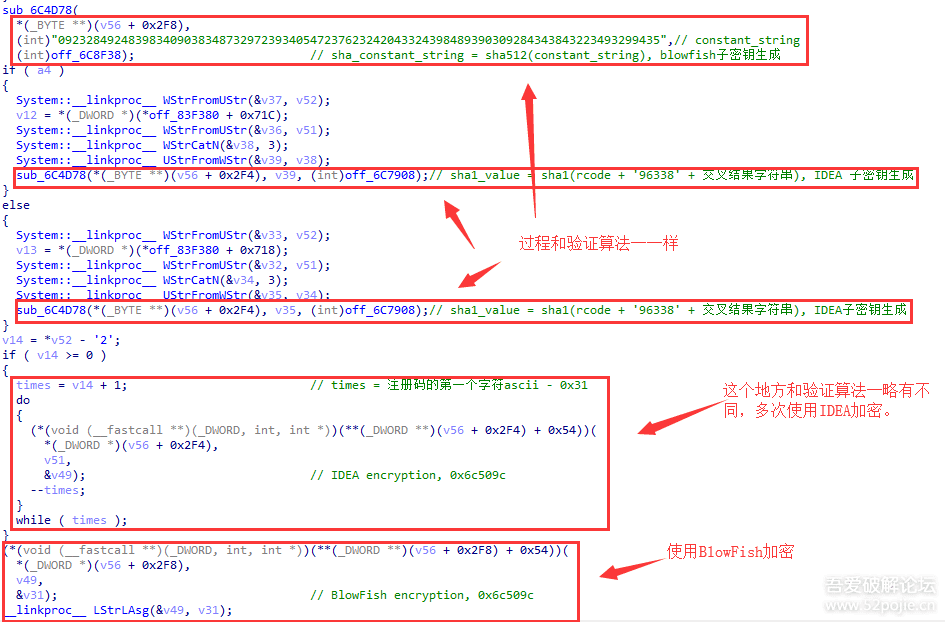 sub_6C4D78(
*(_BYTE **)(v56 + 0x2F8),
(int)"0923284924839834090383487329723934054723762324204332439848939030928434384322349329​9435",// constant_string
(int)off_6C8F38); // sha_constant_string = sha512(constant_string), blowfish子密钥生成
if ( a4 )
{
System::__linkproc__ WStrFromUStr(&v37, v52);
v12 = *(_DWORD *)(*off_83F380 + 0x71C);
System::__linkproc__ WStrFromUStr(&v36, v51);
System::__linkproc__ WStrCatN(&v38, 3);
System::__linkproc__ UStrFromWStr(&v39, v38);
sub_6C4D78(*(_BYTE **)(v56 + 0x2F4), v39, (int)off_6C7908);// sha1_value = sha1(rcode + '96338' + 交叉结果字符串), IDEA 子密钥生成
}
else
过程和验证算法一一样
{
System::__linkproc__ WStrFromUStr(&v33, v52);
v13 = *(_DWORD *)(*off_83F380 + 0x718);
System::__linkproc__ WStrFromUStr(&v32, v51);
System::__linkproc__ WStrCatN(&v34, 3);
System::__linkproc__ UStrFromWStr(&v35, v34);
sub_6C4D78(*(_BYTE **)(v56 + 0x2F4), v35, (int)off_6C7908);// sha1_value = sha1(rcode + '96338' + 交叉结果字符串), IDEA子密钥生成
}
v14 = *v52 - '2';
if ( v14 >= 0 )
{
times = v14 + 1; // times = 注册码的第一个字符ascii - 0x31
这个地方和验证算法一略有不
同，多次使用IDEA加密。
do
{
(*(void (__fastcall **)(_DWORD, int, int *))(**(_DWORD **)(v56 + 0x2F4) + 0x54))(
*(_DWORD *)(v56 + 0x2F4),
v51,
&v49); // IDEA encryption, 0x6c509c
--times;
}
while ( times );
}
(*(void (__fastcall **)(_DWORD, int, int *))(**(_DWORD **)(v56 + 0x2F8) + 0x54))(
使用BlowFish加密
*(_DWORD *)(v56 + 0x2F8),
v49,
&v31); // BlowFish encryption, 0x6c509c
__linkproc__ LStrLAsg(&v49, v31);
吾爱破解论坛
www.52pojie.cn